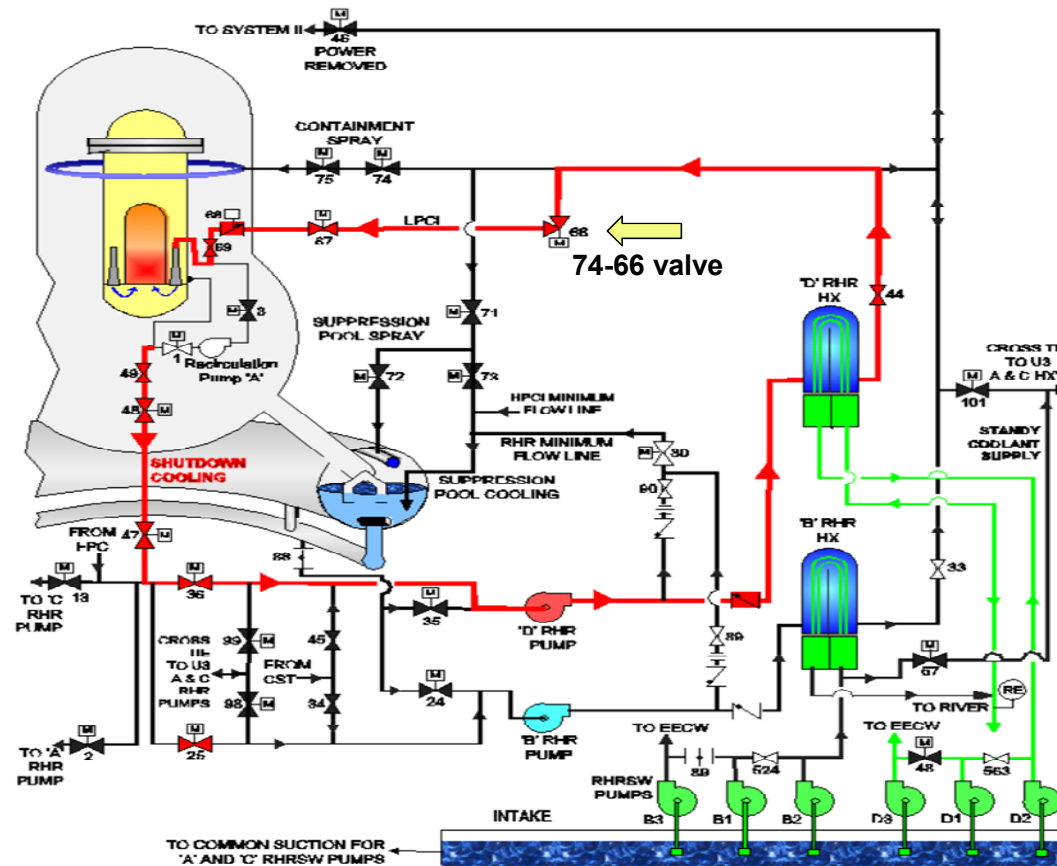 TO SYSTEM II
M
46
POWER
REMOVED
CONTAINMENT
SPRAY
M
M
75
74
68
M
LPCI
67
66
M
69
74-66 valve
'D' RHR
HX
44
M
3
M
71
M
1
Recirculation
Pump 'A'
SUPPRESSION
POOL SPRAY
M
72
M
73
CROSS TI
TO U3
A & C HX'
M
101
49
48
M
HPCI MINIMUM
FLOW LINE
STANDY
COOLANT
SUPPLY
RHR MINIMUM
FLOW LINE
M
30
SHUTDOWN
COOLING
SUPPRESSION
POOL COOLING
90
FROM
HPC
47
M
88
'B' RHR
HX
33
M
13
M
36
M
35
TO 'C'
RHR
PUMP
'D' RHR
PUMP
99
M
45
89
CROSS
TIE
TO U3
A & C
RHR
PUMPS
FROM
CST
M
24
M
67
98
M
34
RE
TO RIVER
M
2
M
25
'B' RHR
PUMP
TO EECW
TO EECW
TO 'A'
RHR
PUMP
89
524
M
48
563
RHRSW
PUMPS
INTAKE
B3
B1
B2
D3
D1
D2
TO COMMON SUCTION FOR
'A' AND 'C' RHRSW PUMPS